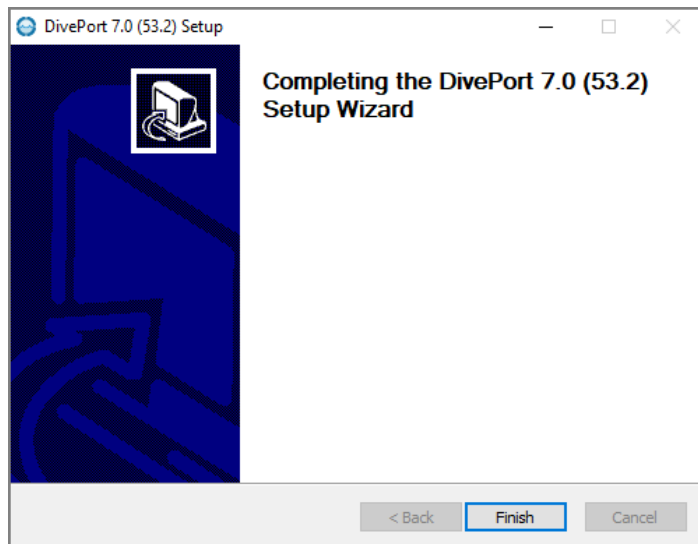 DivePort 7.0 (53.2) Setup
Completing the DivePort 7.0 (53.2)
Setup Wizard
< Back Finish Cancel